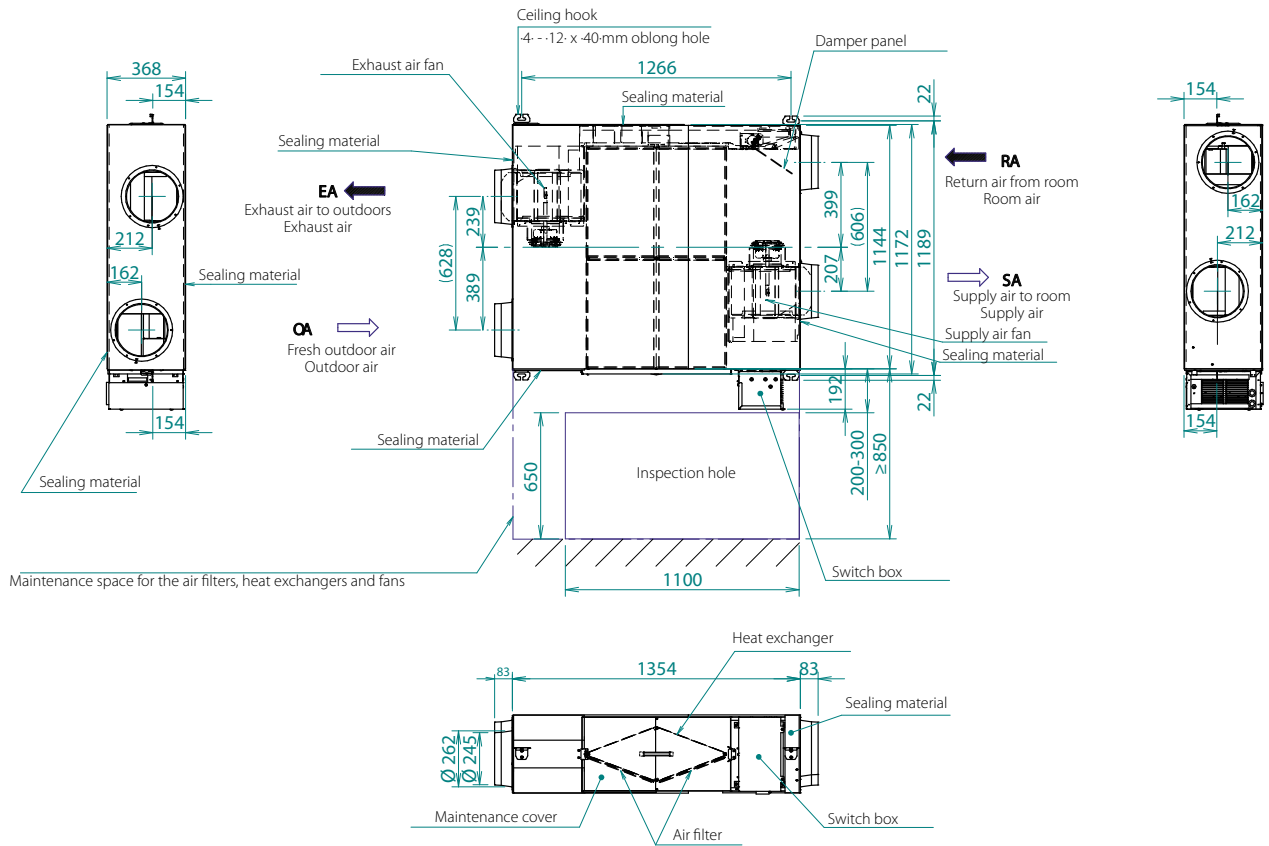 Ceiling hook
4- - 12- x -40-mm oblong hole
Damper panel
Exhaust air fan
1266
368
154
22
154
Sealing material
Sealing material
RA
Return air from room
Room air
EA
Exhaust air to outdoors
Exhaust air
239
399
(606)
1144
1172
1189
162
212
212
(628)
389
207
162
Sealing material
SA
Supply air to room
Supply air
Supply air fan
Sealing material
OA
Fresh outdoor air
Outdoor air
192
22
154
154
Sealing material
200-300
≥850
650
Inspection hole
Sealing material
Switch box
Maintenance space for the air filters, heat exchangers and fans
1100
Heat exchanger
83
1354
83
Sealing material
Ø 262
Ø 245
Maintenance cover
Air filter
Switch box